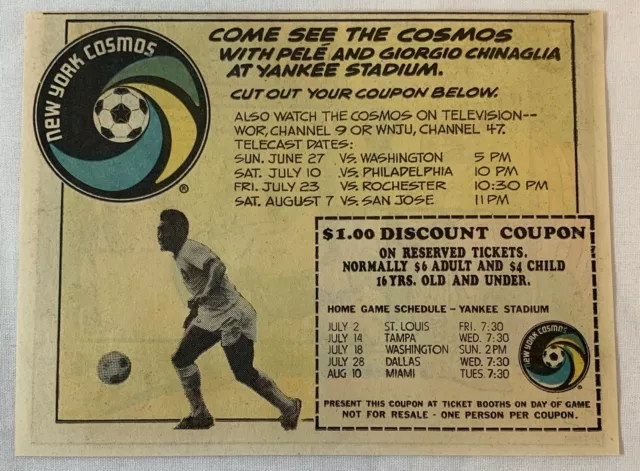 NEW YORK COSMOS
®
COME SEE THE COSMOS
WITH PELÉ AND GIORGIO CHINAGLIA
AT YANKEE STADIUM.
CUT OUT YOUR COUPON BELOW.
ALSO WATCH THE COSMOS ON TELEVISION--
WOR, CHANNEL 9 OR WNJU, CHANNEL 47.
TELECAST DATES:
SUN. JUNE 27 VS. WASHINGTON 5 PM
SAT. JULY 10 VS. PHILADELPHIA 10 PM
FRI. JULY 23 VS. ROCHESTER 10:30 PM
SAT. AUGUST 7 VS. SAN JOSE 11 PM
$1.00 DISCOUNT COUPON
ON RESERVED TICKETS.
NORMALLY $6 ADULT AND $4 CHILD
16 YRS. OLD AND UNDER.
HOME GAME SCHEDULE - YANKEE STADIUM
JULY 2 ST. LOUIS FRI. 7:30
JULY 14 TAMPA WED. 7:30
JULY 18 WASHINGTON SUN. 2PM
JULY 28 DALLAS WED. 7:30
AUG 10 MIAMI TUES. 7:30
NEW YORK COSMOS
®
PRESENT THIS COUPON AT TICKET BOOTHS ON DAY OF GAME
NOT FOR RESALE - ONE PERSON PER COUPON.